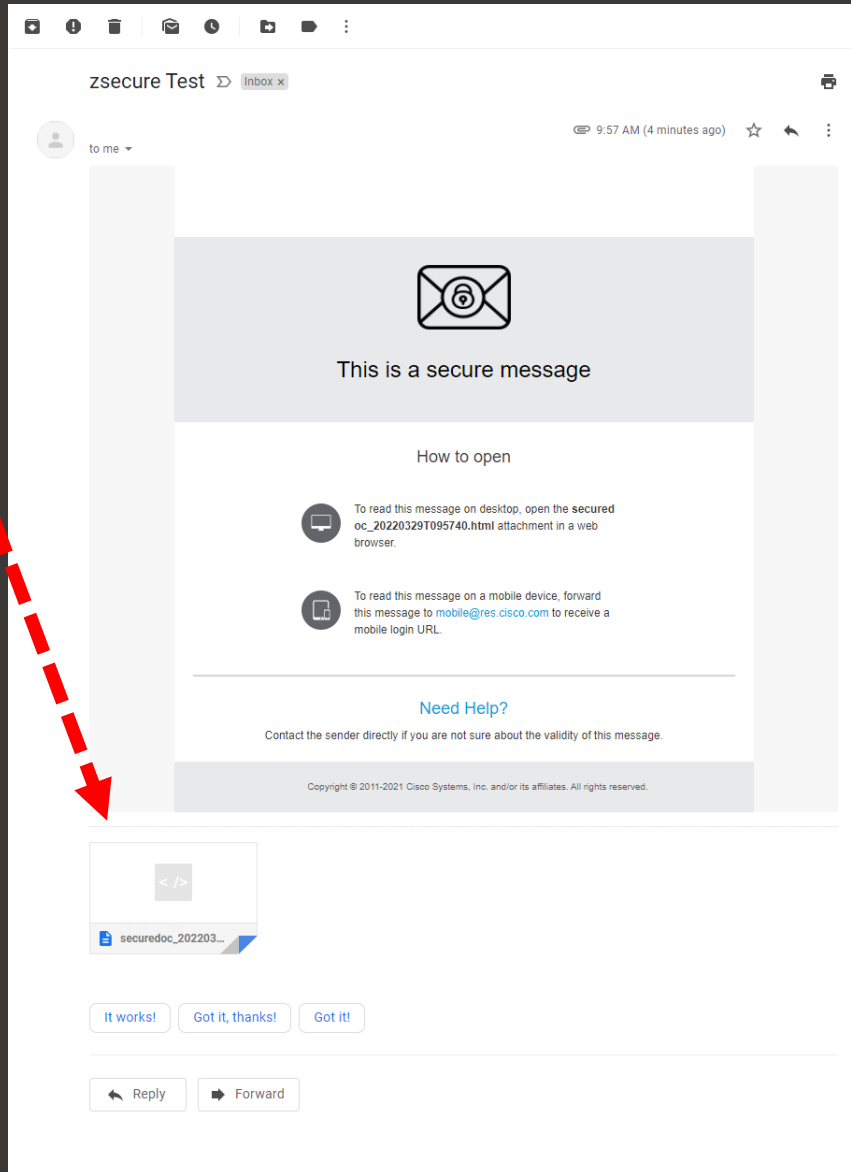 zsecure Test Inbox x
9:57 AM (4 minutes ago)
to me
This is a secure message
How to open
To read this message on desktop, open the secured
oc_20220329T095740.html attachment in a web
browser.
To read this message on a mobile device, forward
this message to mobile@res.cisco.com to receive a
mobile login URL.
Need Help?
Contact the sender directly if you are not sure about the validity of this message.
Copyright © 2011-2021 Cisco Systems, Inc. and/or its affiliates. All rights reserved.
</>
securedoc_202203...
It works! Got it, thanks! Got it!
Reply Forward